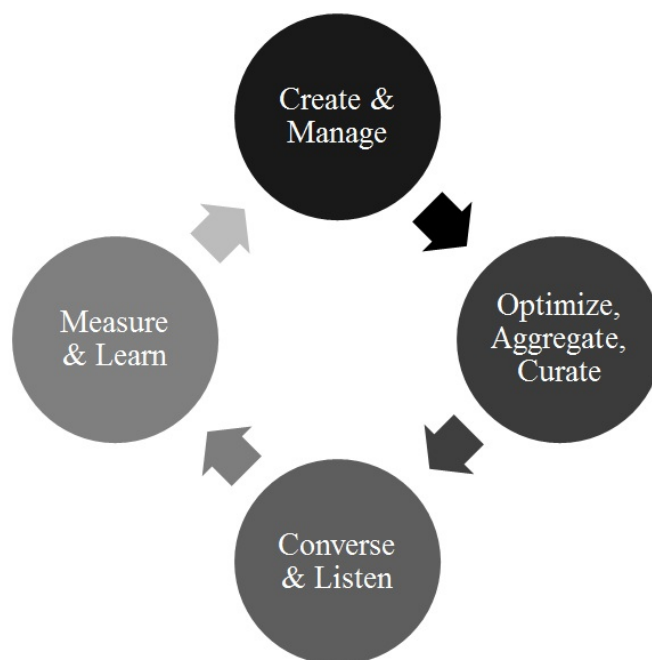 Create &
Manage
Optimize,
Aggregate,
Curate
Converse
& Listen
Measure
& Learn